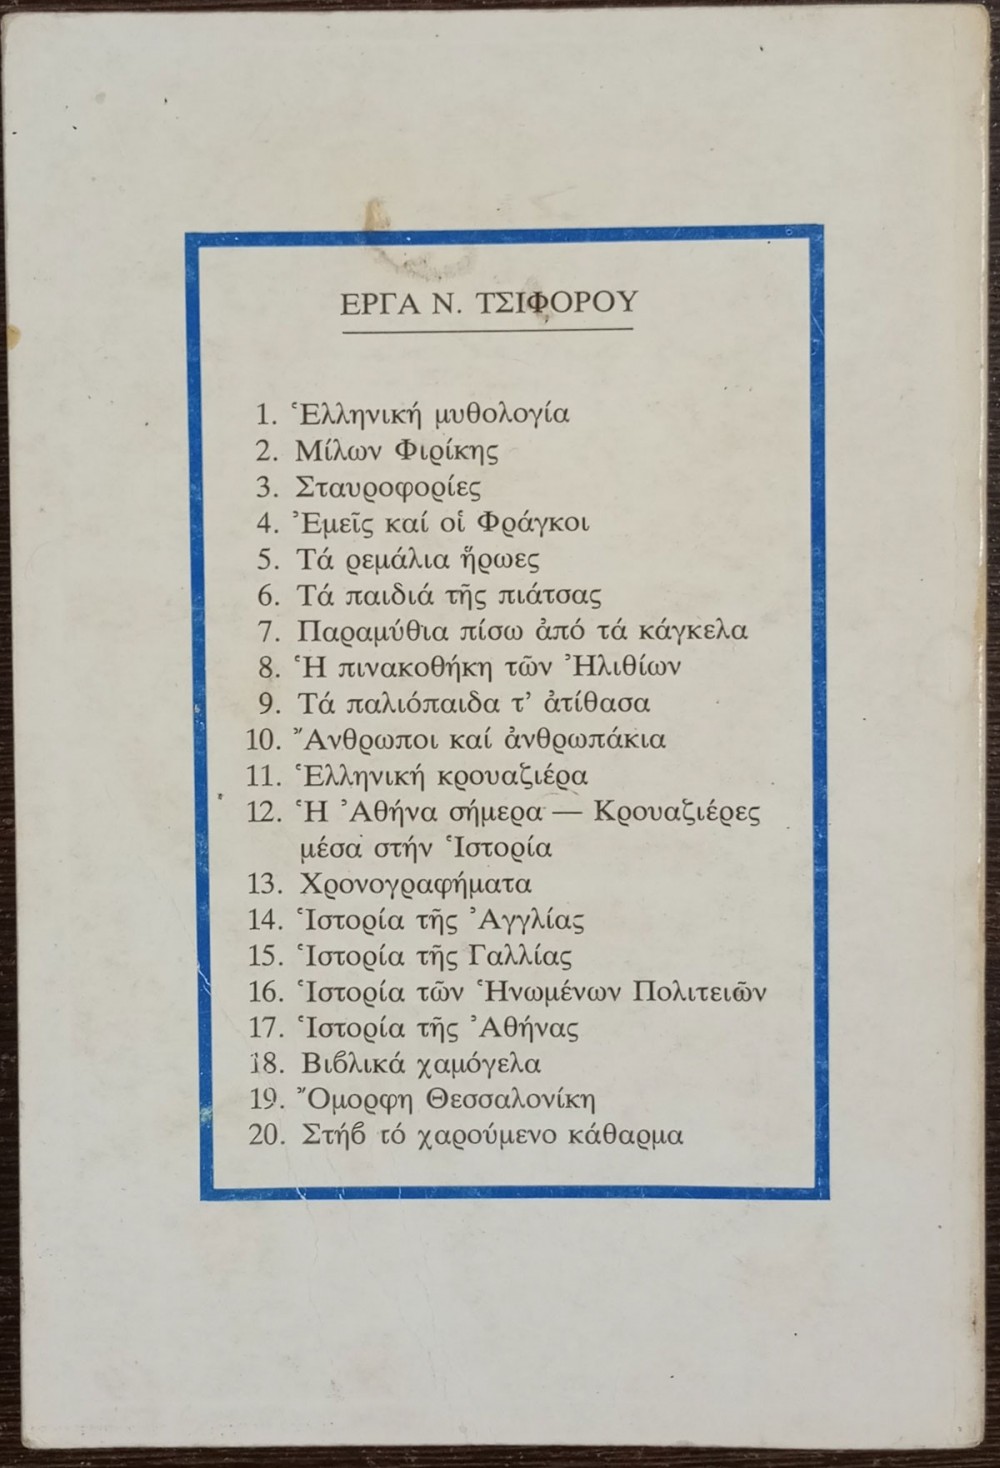 ΕΡΓΑ Ν. ΤΣΙΦΟΡΟΥ
1. Ἑλληνική μυθολογία
2. Μίλων Φιρίκης
3. Σταυροφορίες
4. Ἐμεῖς καί οἱ Φράγκοι
5. Τά ρεμάλια ἥρωες
6. Τά παιδιά τῆς πιάτσας
7. Παραμύθια πίσω ἀπό τά κάγκελα
8. Ἡ πινακοθήκη τῶν Ἠλιθίων
9. Τά παλιόπαιδα τ’ ἀτίθασα
10. Ἄνθρωποι καί ἀνθρωπάκια
11. Ἑλληνική κρουαζιέρα
12. Ἡ Ἀθήνα σήμερα — Κρουαζιέρες
μέσα στήν Ἱστορία
13. Χρονογραφήματα
14. Ἱστορία τῆς Ἀγγλίας
15. Ἱστορία τῆς Γαλλίας
16. Ἱστορία τῶν Ἡνωμένων Πολιτειῶν
17. Ἱστορία τῆς Ἀθήνας
18. Βιϐλικά χαμόγελα
19. Ὄμορφη Θεσσαλονίκη
20. Στήϐ τό χαρούμενο κάθαρμα